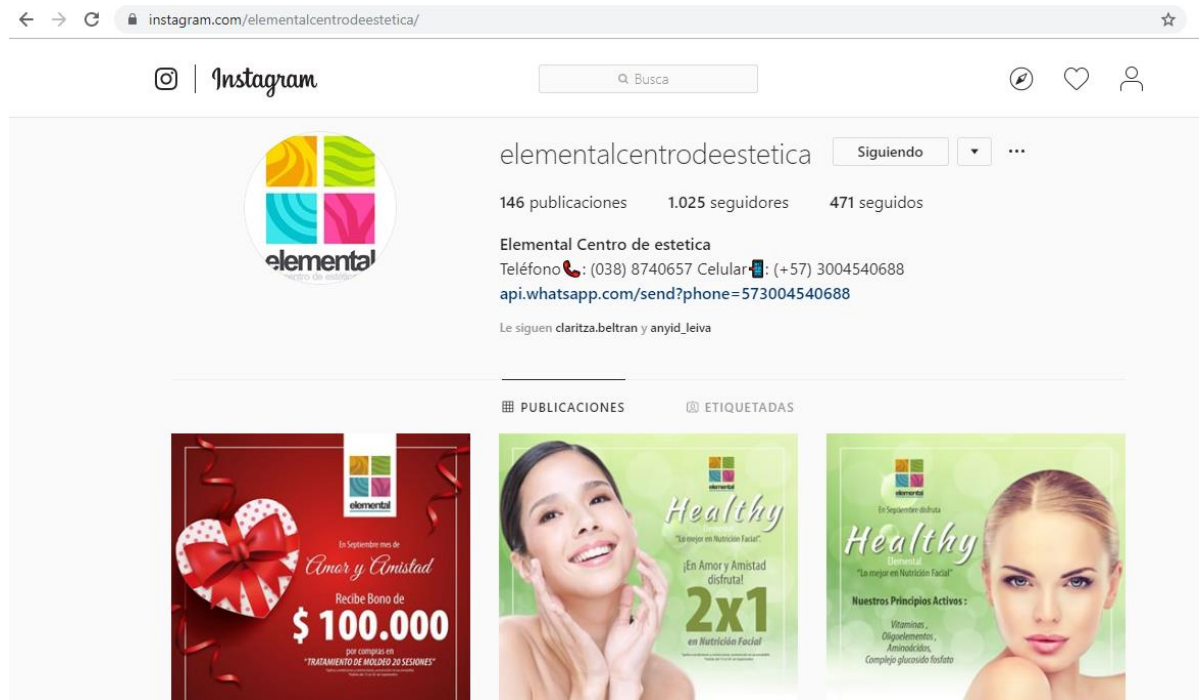 instagram.com/elementalcentrodeestetica/
Instagram
Busca
elementalcentrodeestetica Siguiendo
146 publicaciones 1.025 seguidores 471 seguidos
Elemental Centro de estetica
Teléfono: (038) 8740657 Celular: (+57) 3004540688
api.whatsapp.com/send?phone=573004540688
Le siguen claritza.beltran y anyid_leiva
elemental
centro de estetica
PUBLICACIONES ETIQUETADAS
elemental
En Septiembre mes de
Amor y Amistad
Recibe Bono de
$ 100.000
por compras en
"TRATAMIENTO DE MOLDEO 20 SESIONES"
elemental
Healthy
Elemental
"La mejor en Nutrición Facial".
¡En Amor y Amistad
disfruta!
2x1
en Nutrición Facial
elemental
En Septiembre disfruta
Healthy
Elemental
"La mejor en Nutrición Facial"
Nuestros Principios Activos :
Vitaminas ,
Oligoelementos ,
Aminoácidos,
Complejo glucosido fosfato